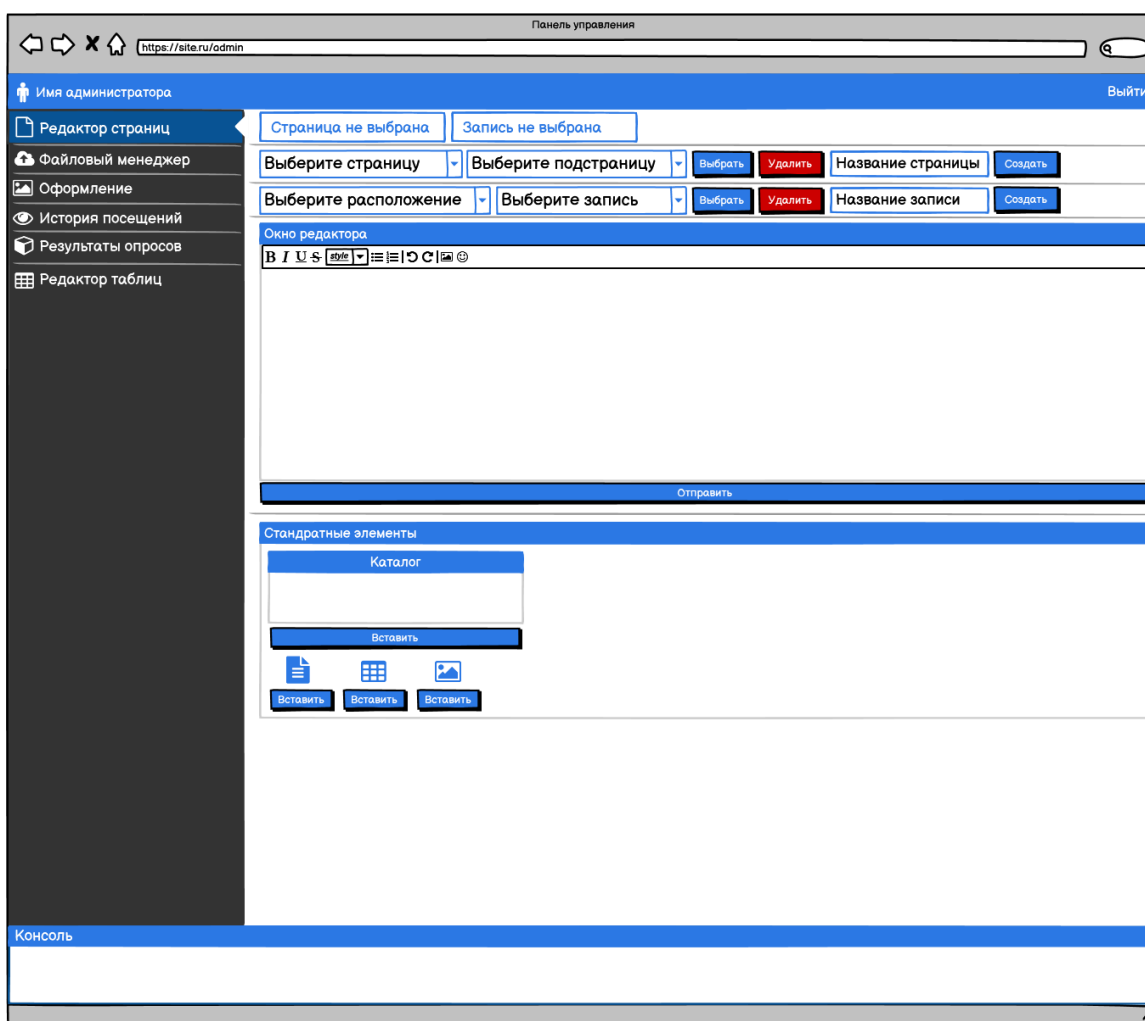 Панель управления
https://site.ru/admin
Имя администратора
Выйти
Редактор страниц
Файловый менеджер
Оформление
История посещений
Результаты опросов
Редактор таблиц
Страница не выбрана Запись не выбрана
Выберите страницу Выберите подстраницу Выбрать Удалить Название страницы Создать
Выберите расположение Выберите запись Выбрать Удалить Название записи Создать
Окно редактора
B I U S style
Отправить
Стандратные элементы
Каталог
Вставить
Вставить Вставить Вставить
Консоль